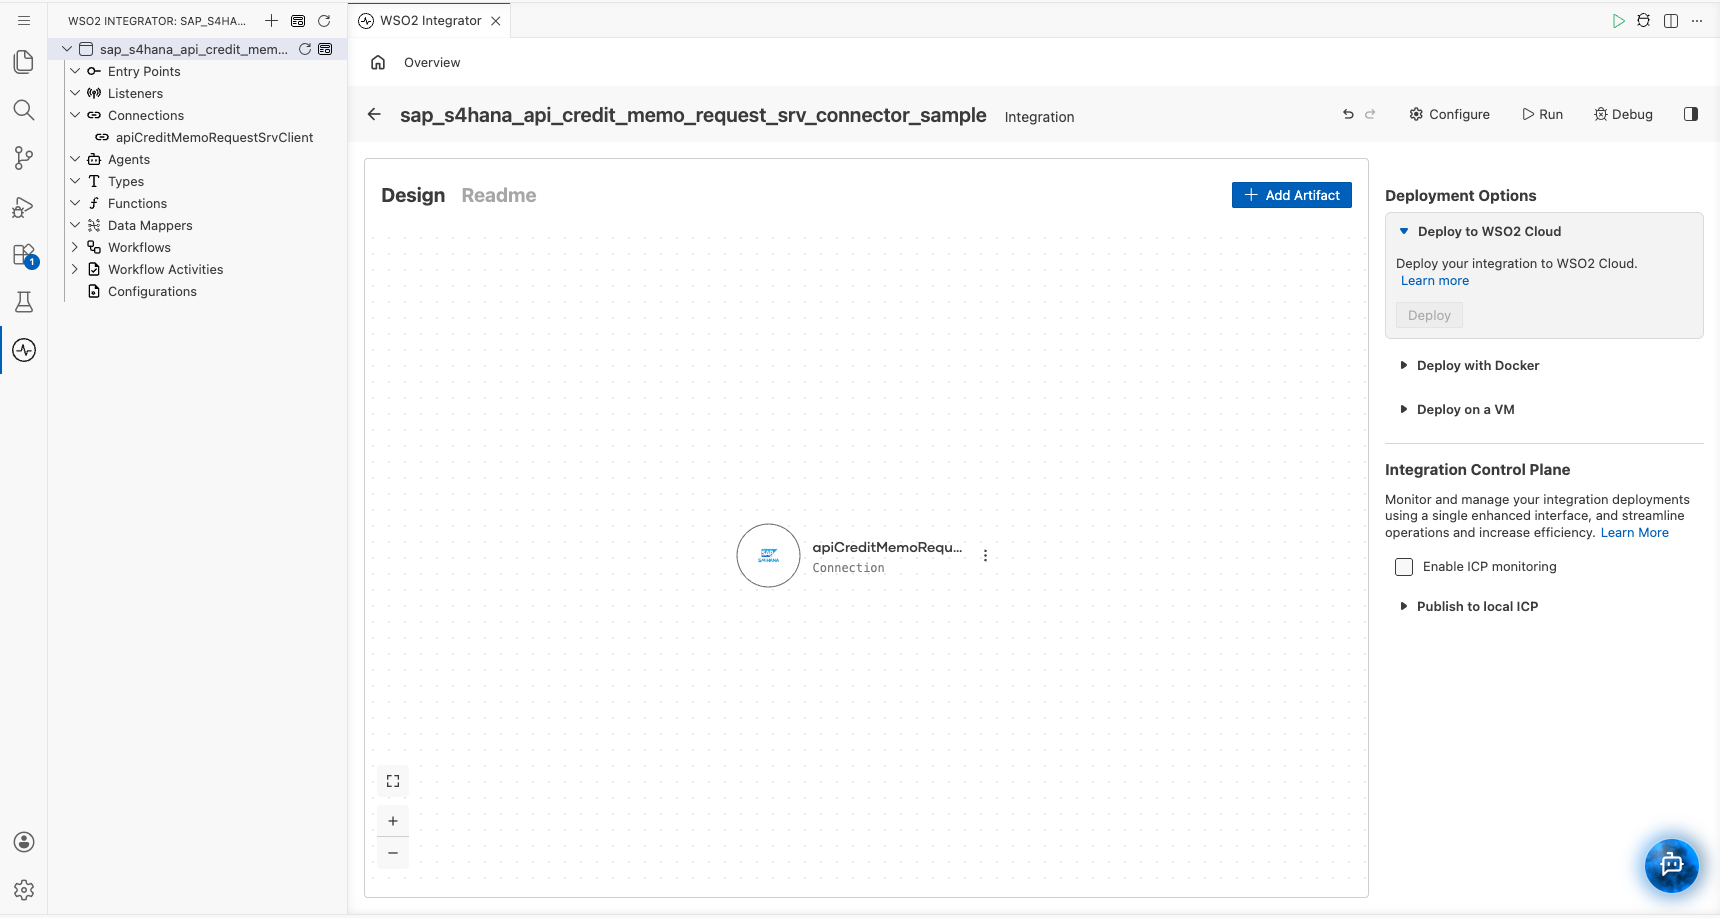 WSO2 INTEGRATOR: SAP_S4HA...
sap_s4hana_api_credit_mem...
Entry Points
Listeners
Connections
apiCreditMemoRequestSrvClient
Agents
Types
Functions
Data Mappers
Workflows
Workflow Activities
Configurations
1
WSO2 Integrator
Overview
sap_s4hana_api_credit_memo_request_srv_connector_sample Integration
Configure
Run
Debug
Design Readme
Add Artifact
SAP
S/4HANA
apiCreditMemoRequ...
Connection
Deployment Options
Deploy to WSO2 Cloud
Deploy your integration to WSO2 Cloud.
Learn more
Deploy
Deploy with Docker
Deploy on a VM
Integration Control Plane
Monitor and manage your integration deployments
using a single enhanced interface, and streamline
operations and increase efficiency. Learn More
Enable ICP monitoring
Publish to local ICP